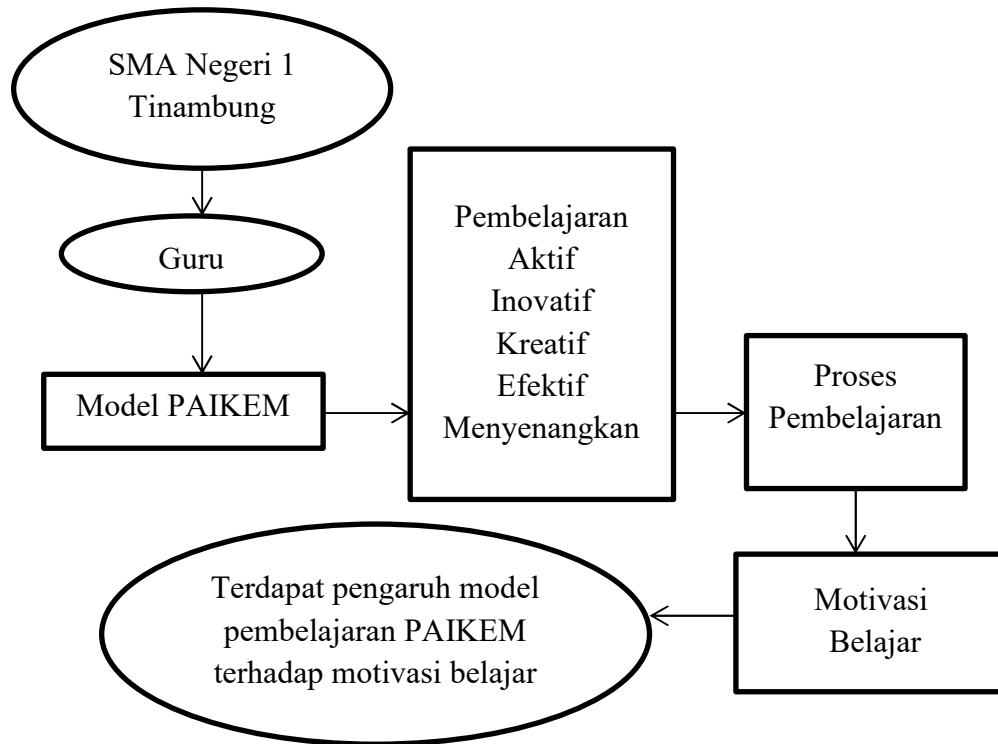 SMA Negeri 1
Tinambung
Guru
Model PAIKEM
Pembelajaran
Aktif
Inovatif
Kreatif
Efektif
Menyenangkan
Proses
Pembelajaran
Motivasi
Belajar
Terdapat pengaruh model
pembelajaran PAIKEM
terhadap motivasi belajar